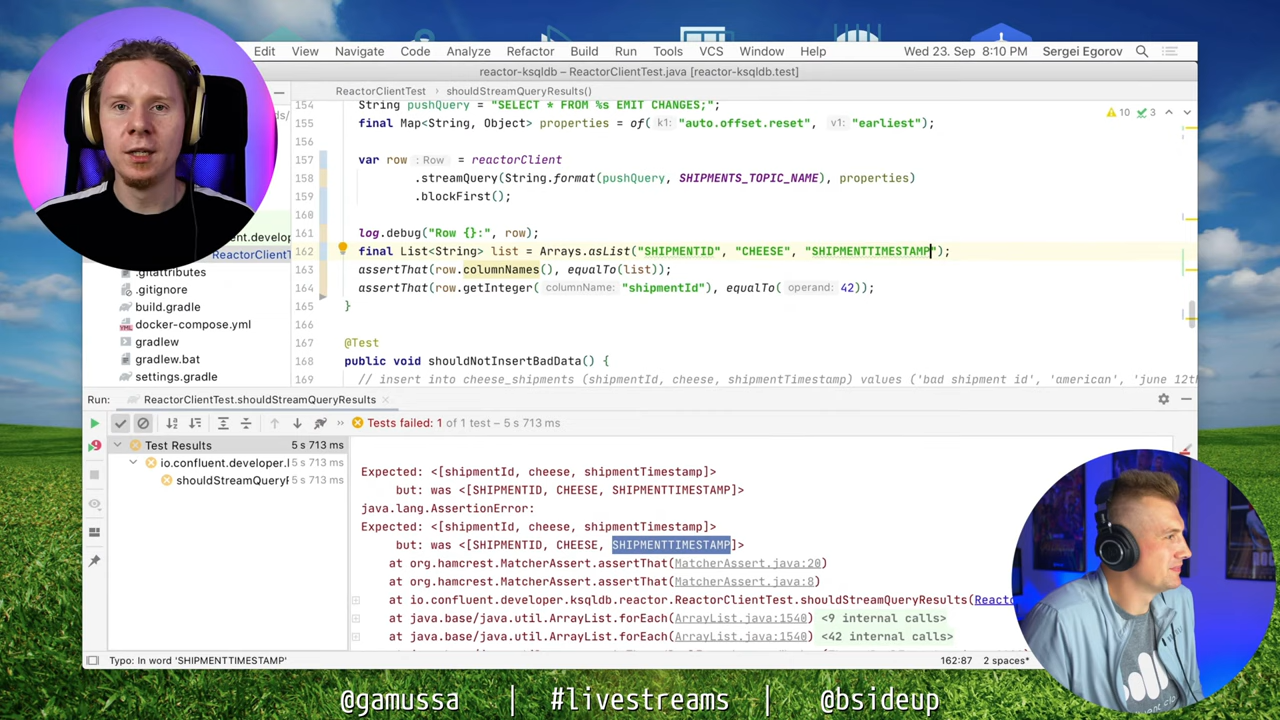 Edit View Navigate Code Analyze Refactor Build Run Tools VCS Window Help Wed 23. Sep 8:10 PM Sergei Egorov
reactor-ksqldb – ReactorClientTest.java [reactor-ksqldb.test]
ReactorClientTest › shouldStreamQueryResults()
154 String pushQuery = "SELECT * FROM %s EMIT CHANGES;";
155 final Map<String, Object> properties = of( k1: "auto.offset.reset", v1: "earliest");
10 3
156
157 var row : Row = reactorClient
158 .streamQuery(String.format(pushQuery, SHIPMENTS_TOPIC_NAME), properties)
159 .blockFirst();
160
161 log.debug("Row {}:", row);
162 final List<String> list = Arrays.asList("SHIPMENTID", "CHEESE", "SHIPMENTTIMESTAMP");
163 assertThat(row.columnNames(), equalTo(list));
164 assertThat(row.getInteger( columnName: "shipmentId"), equalTo( operand: 42));
165 }
166
167 @Test
168 public void shouldNotInsertBadData() {
169 // insert into cheese_shipments (shipmentId, cheese, shipmentTimestamp) values ('bad shipment id', 'american', 'june 12th
ent.develop
ReactorClientT
.gitattributes
.gitignore
build.gradle
docker-compose.yml
gradlew
gradlew.bat
settings.gradle
Run: ReactorClientTest.shouldStreamQueryResults
Tests failed: 1 of 1 test – 5 s 713 ms
Test Results 5 s 713 ms
io.confluent.developer. 5 s 713 ms
shouldStreamQueryF 5 s 713 ms
Expected: <[shipmentId, cheese, shipmentTimestamp]>
but: was <[SHIPMENTID, CHEESE, SHIPMENTTIMESTAMP]>
java.lang.AssertionError:
Expected: <[shipmentId, cheese, shipmentTimestamp]>
but: was <[SHIPMENTID, CHEESE, SHIPMENTTIMESTAMP]>
at org.hamcrest.MatcherAssert.assertThat(MatcherAssert.java:20)
at org.hamcrest.MatcherAssert.assertThat(MatcherAssert.java:8)
at io.confluent.developer.ksqldb.reactor.ReactorClientTest.shouldStreamQueryResults(Reacto
at java.base/java.util.ArrayList.forEach(ArrayList.java:1540) <9 internal calls>
at java.base/java.util.ArrayList.forEach(ArrayList.java:1540) <42 internal calls>
Typo: In word 'SHIPMENTTIMESTAMP' 162:87 2 spaces*
@gamussa | #livestreams | @bsideup